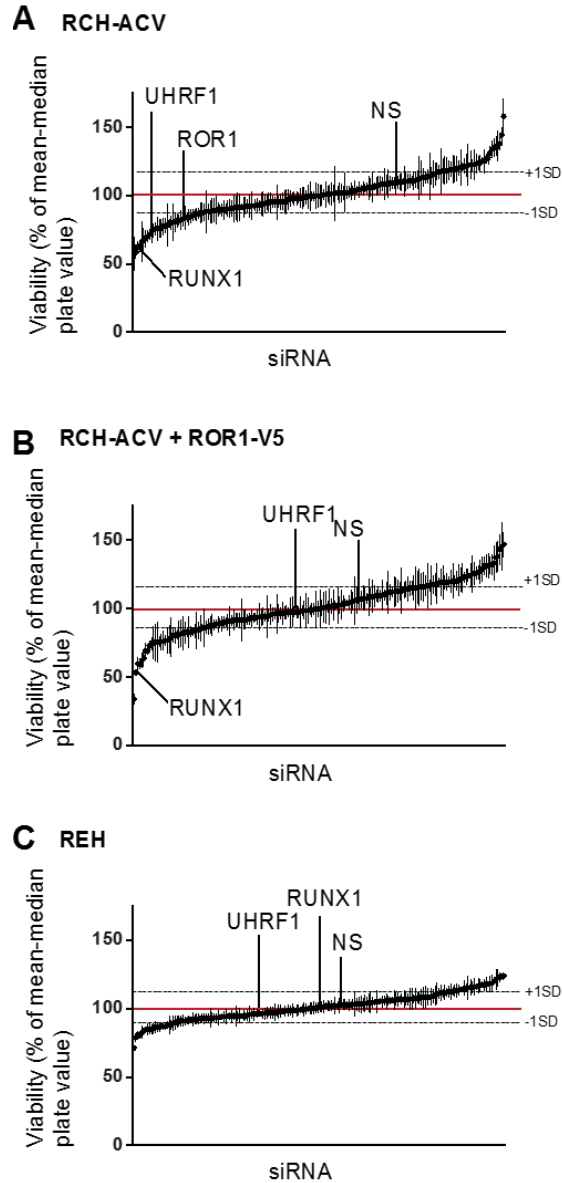 A RCH-ACV
Viability (% of mean-median
plate value)
150
100
50
0
UHRF1
ROR1
NS
RUNX1
+1SD
-1SD
siRNA
B RCH-ACV + ROR1-V5
Viability (% of mean-median
plate value)
150
100
50
0
UHRF1
NS
RUNX1
+1SD
-1SD
siRNA
C REH
Viability (% of mean-median
plate value)
150
100
50
0
RUNX1
UHRF1
NS
+1SD
-1SD
siRNA